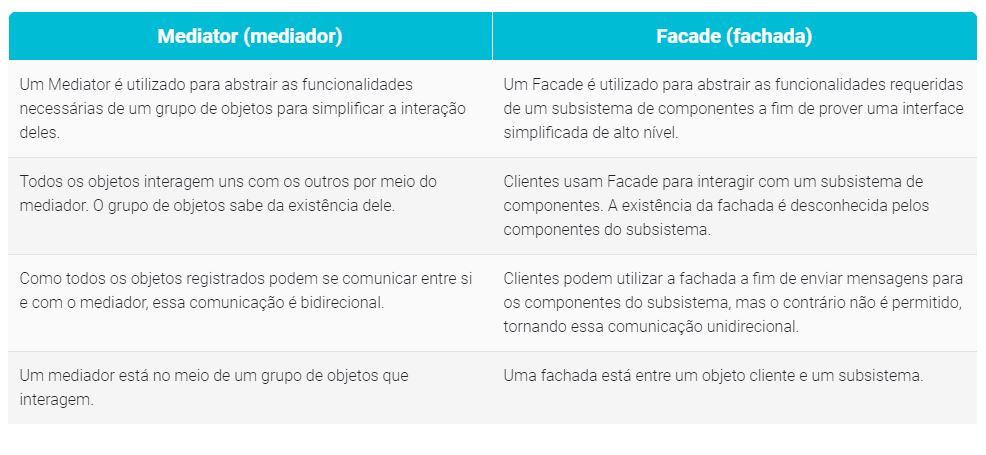 Mediator (mediador)
Facade (fachada)
Um Mediator é utilizado para abstrair as funcionalidades
necessárias de um grupo de objetos para simplificar a interação
deles.
Um Facade é utilizado para abstrair as funcionalidades requeridas
de um subsistema de componentes a fim de prover uma interface
simplificada de alto nível.
Todos os objetos interagem uns com os outros por meio do
mediador. O grupo de objetos sabe da existência dele.
Clientes usam Facade para interagir com um subsistema de
componentes. A existência da fachada é desconhecida pelos
componentes do subsistema.
Como todos os objetos registrados podem se comunicar entre si
e com o mediador, essa comunicação é bidirecional.
Clientes podem utilizar a fachada a fim de enviar mensagens para
os componentes do subsistema, mas o contrário não é permitido,
tornando essa comunicação unidirecional.
Um mediador está no meio de um grupo de objetos que
interagem.
Uma fachada está entre um objeto cliente e um subsistema.